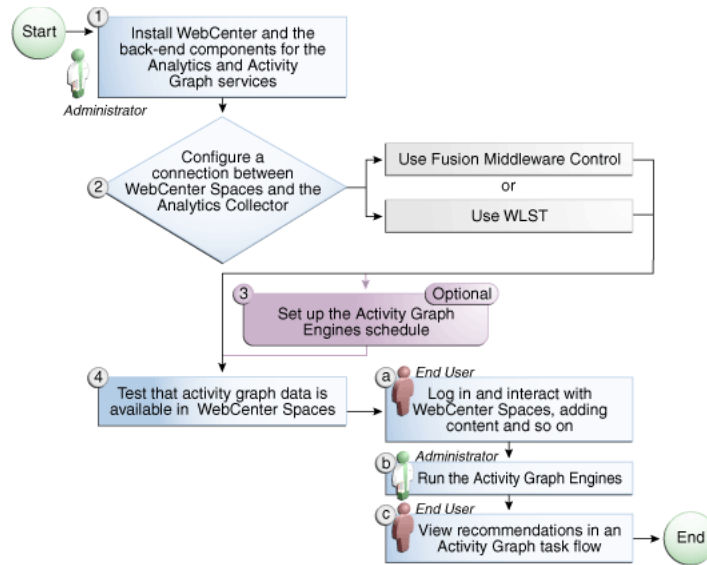 Start
1
Install WebCenter and the
back-end components for the
Analytics and Activity
Graph services
Administrator
2
Configure a
connection between
WebCenter Spaces and the
Analytics Collector
Use Fusion Middleware Control
or
Use WLST
3
Optional
Set up the Activity Graph
Engines schedule
4
Test that activity graph data is
available in WebCenter Spaces
a
End User
Log in and interact with
WebCenter Spaces, adding
content and so on
b
Administrator
Run the Activity Graph Engines
c
End User
View recommendations in an
Activity Graph task flow
End